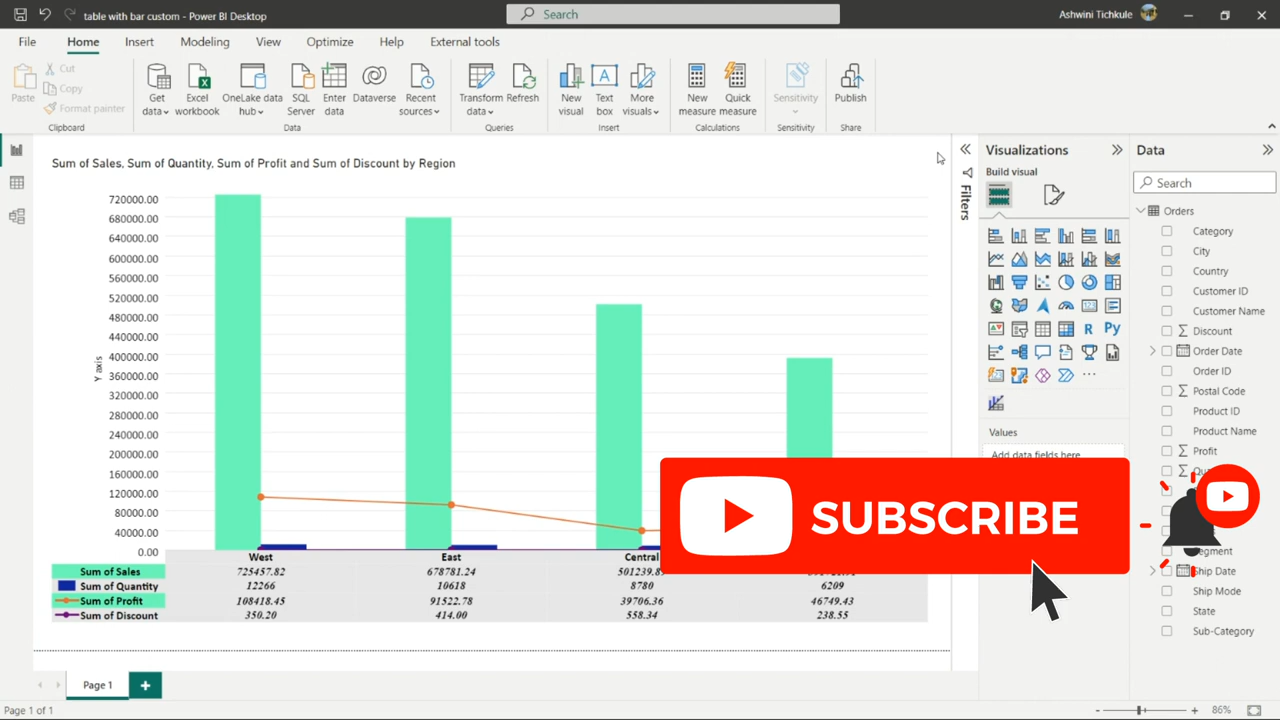 table with bar custom - Power BI Desktop
Search
Ashwini Tichkule
File Home Insert Modeling View Optimize Help External tools
Paste
Cut
Copy
Format painter
Clipboard
Get data
Excel workbook
OneLake data hub
SQL Server
Enter data
Dataverse
Recent sources
Data
Transform data
Refresh
Queries
New visual
Text box
More visuals
Insert
New measure
Quick measure
Calculations
Sensitivity
Sensitivity
Publish
Share
Sum of Sales, Sum of Quantity, Sum of Profit and Sum of Discount by Region
Y axis
720000.00
680000.00
640000.00
600000.00
560000.00
520000.00
480000.00
440000.00
400000.00
360000.00
320000.00
280000.00
240000.00
200000.00
160000.00
120000.00
80000.00
40000.00
0.00
West East Central
Sum of Sales 725457.82 678781.24 501239.8
Sum of Quantity 12266 10618 8780 6209
Sum of Profit 108418.45 91522.78 39706.36 46749.43
Sum of Discount 350.20 414.00 558.34 238.55
Filters
Visualizations
Build visual
R Py
Values
Add data fields here
SUBSCRIBE
Data
Search
Orders
Category
City
Country
Customer ID
Customer Name
Discount
Order Date
Order ID
Postal Code
Product ID
Product Name
Profit
Segment
Ship Date
Ship Mode
State
Sub-Category
Page 1
Page 1 of 1
86%